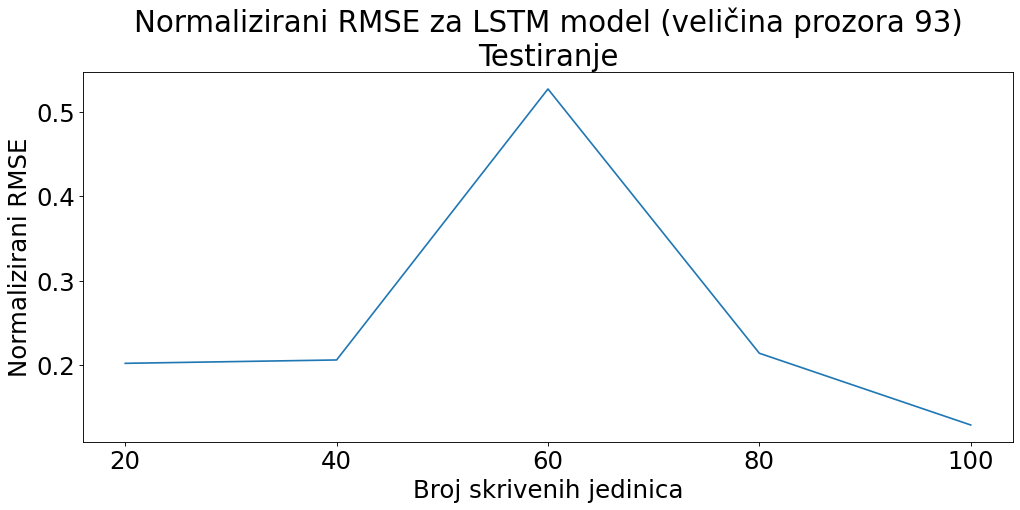 Normalizirani RMSE za LSTM model (veličina prozora 93)
Testiranje
Normalizirani RMSE
0.5
0.4
0.3
0.2
20 40 60 80 100
Broj skrivenih jedinica